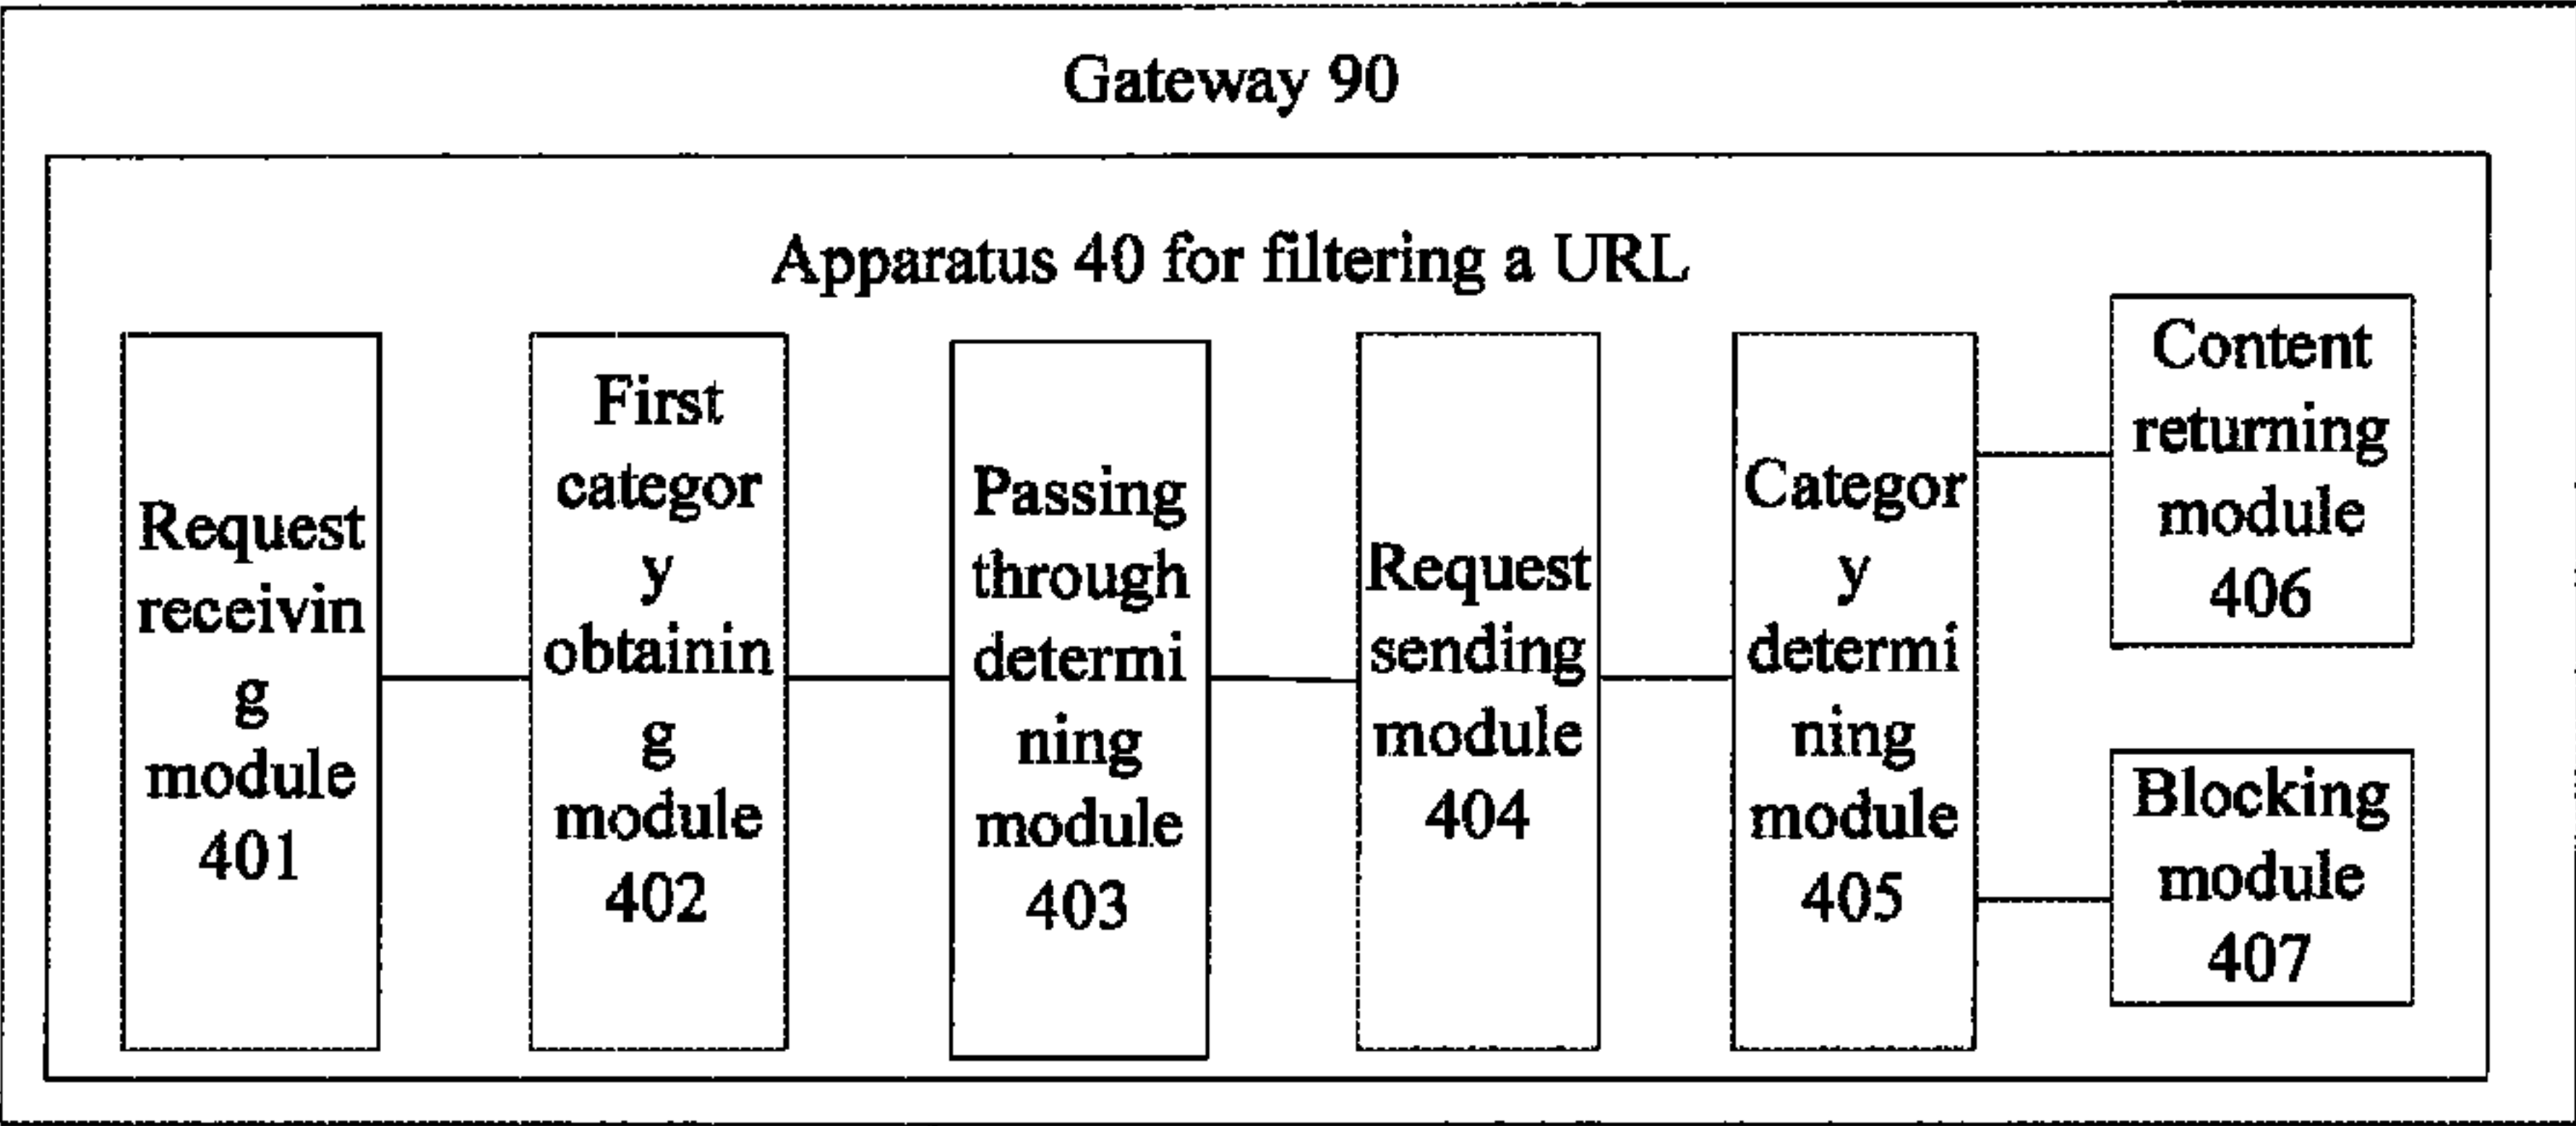 Gateway 90
Apparatus 40 for filtering a URL
Request
receivin
g
module
401
First
categor
y
obtainin
g
module
402
Passing
through
determi
ning
module
403
Request
sending
module
404
Categor
y
determi
ning
module
405
Content
returning
module
406
Blocking
module
407